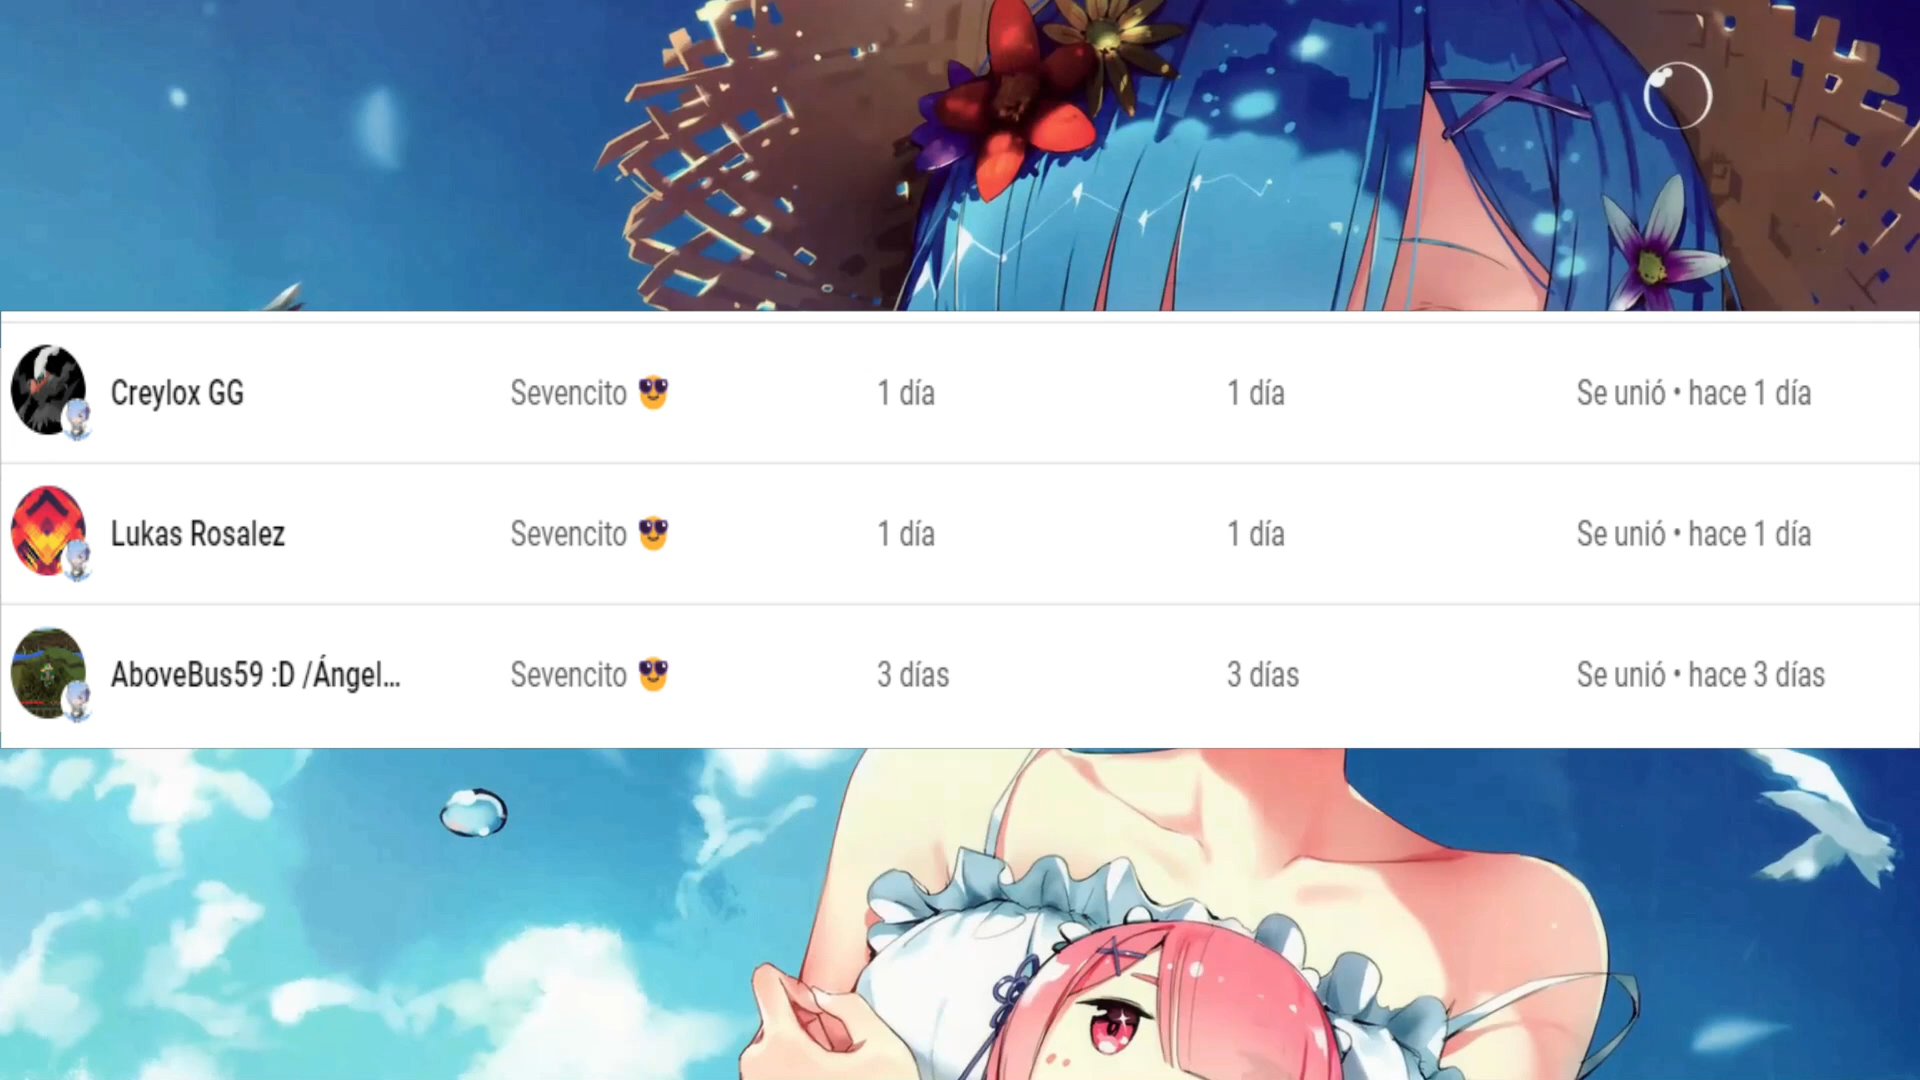 Creylox GG Sevencito 😎 1 día 1 día Se unió • hace 1 día
Lukas Rosalez Sevencito 😎 1 día 1 día Se unió • hace 1 día
AboveBus59 :D /Ángel... Sevencito 😎 3 días 3 días Se unió • hace 3 días